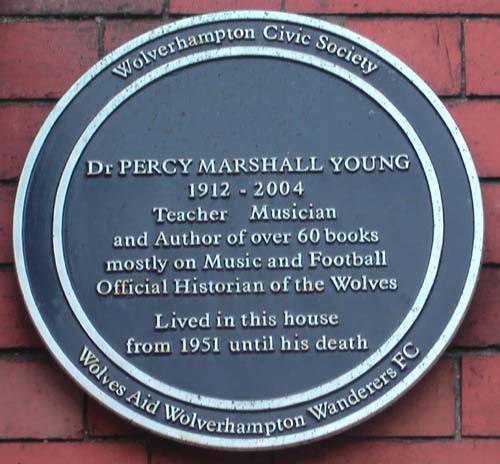 Wolverhampton Civic Society
Dr PERCY MARSHALL YOUNG
1912 - 2004
Teacher Musician
and Author of over 60 books
mostly on Music and Football
Official Historian of the Wolves
Lived in this house
from 1951 until his death
Wolves Aid Wolverhampton Wanderers FC